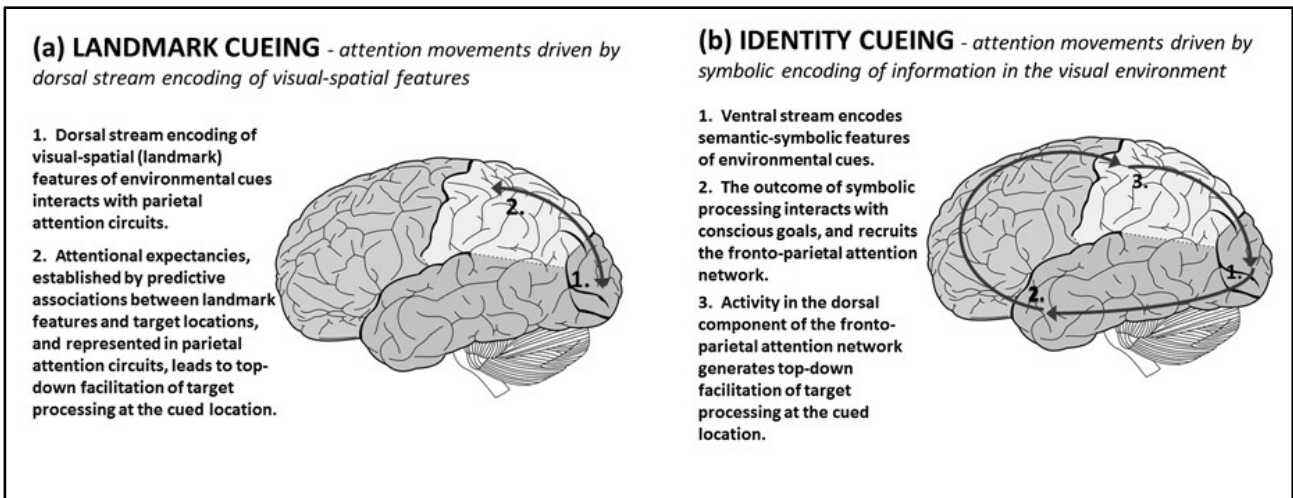 (a) LANDMARK CUEING - attention movements driven by
dorsal stream encoding of visual-spatial features
1. Dorsal stream encoding of
visual-spatial (landmark)
features of environmental cues
interacts with parietal
attention circuits.
2. Attentional expectancies,
established by predictive
associations between landmark
features and target locations,
and represented in parietal
attention circuits, leads to top-
down facilitation of target
processing at the cued location.
2.
1.
(b) IDENTITY CUEING - attention movements driven by
symbolic encoding of information in the visual environment
1. Ventral stream encodes
semantic-symbolic features
of environmental cues.
2. The outcome of symbolic
processing interacts with
conscious goals, and recruits
the fronto-parietal attention
network.
3. Activity in the dorsal
component of the fronto-
parietal attention network
generates top-down
facilitation of target
processing at the cued
location.
3.
1.
2.